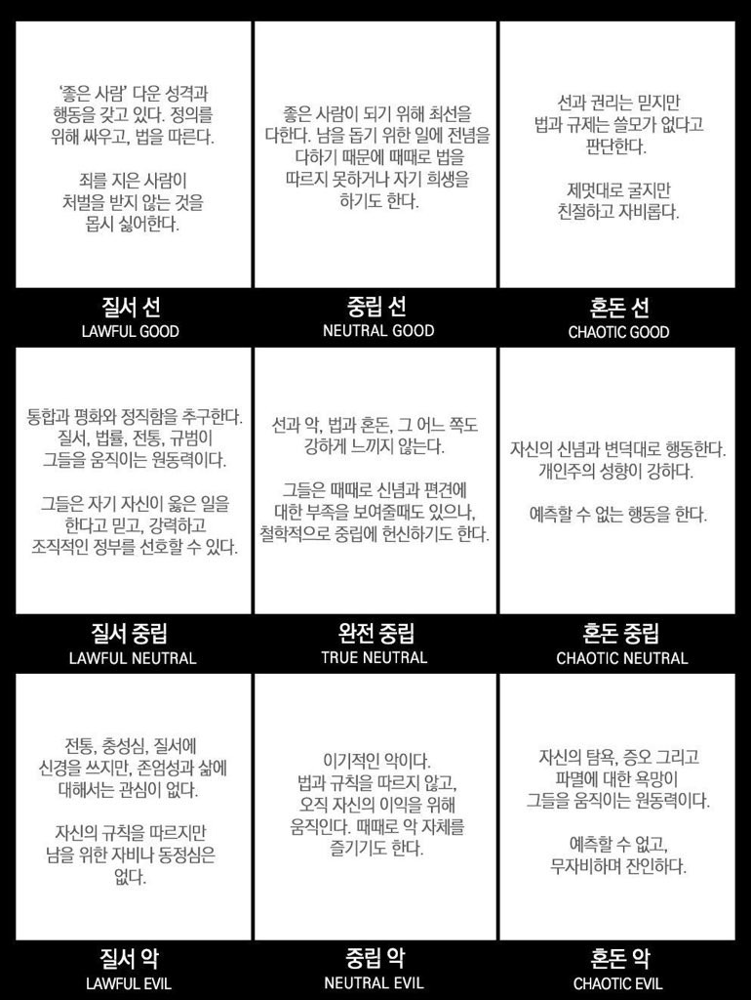 '좋은 사람' 다운 성격과
행동을 갖고 있다. 정의를
위해 싸우고, 법을 따른다.
죄를 지은 사람이
처벌을 받지 않는 것을
몹시 싫어한다.
질서 선
LAWFUL GOOD
좋은 사람이 되기 위해 최선을
다한다. 남을 돕기 위한 일에 전념을
다하기 때문에 때때로 법을
따르지 못하거나 자기 희생을
하기도 한다.
중립 선
NEUTRAL GOOD
선과 권리는 믿지만
법과 규제는 쓸모가 없다고
판단한다.
제멋대로 굴지만
친절하고 자비롭다.
혼돈 선
CHAOTIC GOOD
통합과 평화와 정직함을 추구한다.
질서, 법률, 전통, 규범이
그들을 움직이는 원동력이다.
그들은 자기 자신이 옳은 일을
한다고 믿고, 강력하고
조직적인 정부를 선호할 수 있다.
질서 중립
LAWFUL NEUTRAL
선과 악, 법과 혼돈, 그 어느 쪽도
강하게 느끼지 않는다.
그들은 때때로 신념과 편견에
대한 부족을 보여줄때도 있으나,
철학적으로 중립에 헌신하기도 한다.
완전 중립
TRUE NEUTRAL
자신의 신념과 변덕대로 행동한다.
개인주의 성향이 강하다.
예측할 수 없는 행동을 한다.
혼돈 중립
CHAOTIC NEUTRAL
전통, 충성심, 질서에
신경을 쓰지만, 존엄성과 삶에
대해서는 관심이 없다.
자신의 규칙을 따르지만
남을 위한 자비나 동정심은
없다.
질서 악
LAWFUL EVIL
이기적인 악이다.
법과 규칙을 따르지 않고,
오직 자신의 이익을 위해
움직인다. 때때로 악 자체를
즐기기도 한다.
중립 악
NEUTRAL EVIL
자신의 탐욕, 증오 그리고
파멸에 대한 욕망이
그들을 움직이는 원동력이다.
예측할 수 없고,
무자비하며 잔인하다.
혼돈 악
CHAOTIC EVIL